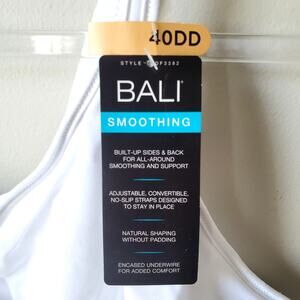 40DD
STYLE
BALI
SMOOTHING
BUILT-UP SIDES & BACK
FOR ALL-AROUND
SMOOTHING AND SUPPORT
ADJUSTABLE, CONVERTIBLE,
NO-SLIP STRAPS DESIGNED
TO STAY IN PLACE
NATURAL SHAPING
WITHOUT PADDING
ENCASED UNDERWIRE
FOR ADDED COMFORT